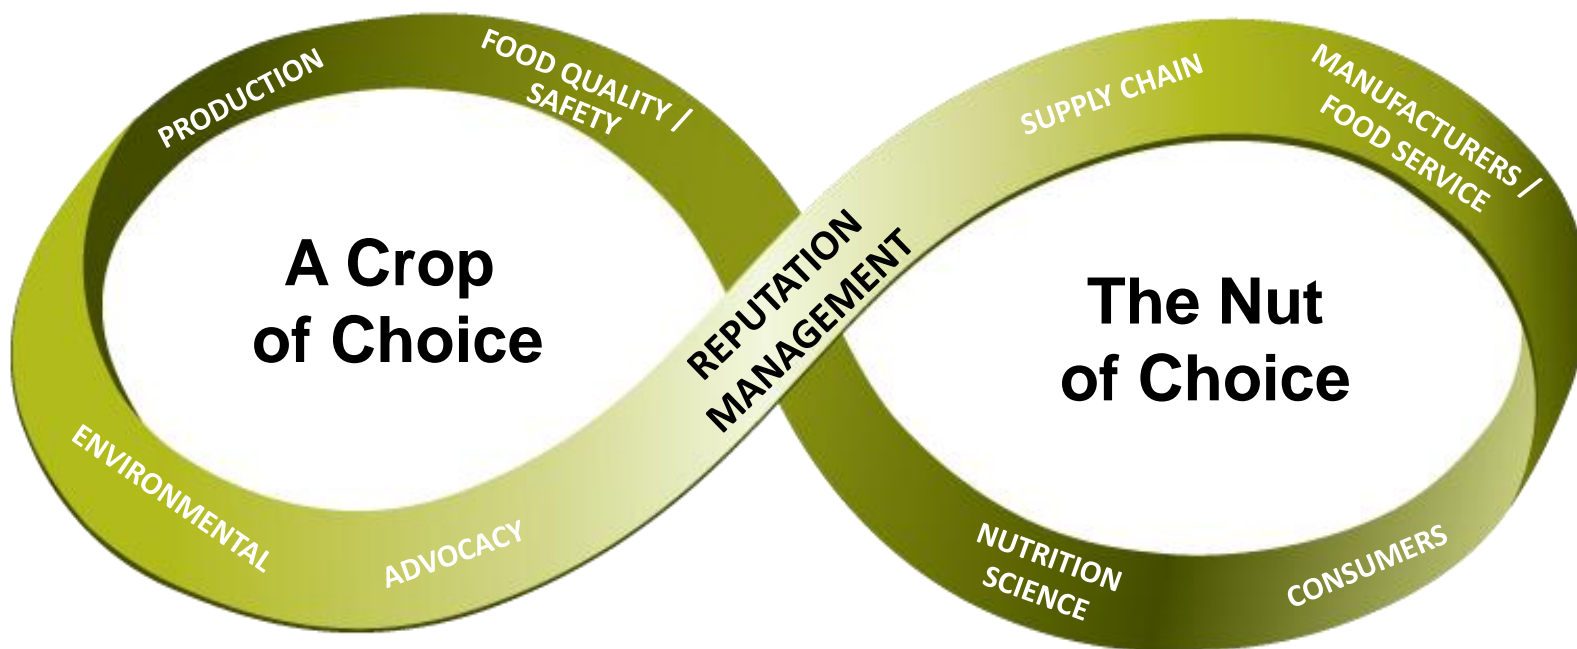 PRODUCTION
FOOD QUALITY /
SAFETY
A Crop
of Choice
ENVIRONMENTAL
ADVOCACY
REPUTATION
MANAGEMENT
SUPPLY CHAIN
MANUFACTURERS /
FOOD SERVICE
The Nut
of Choice
NUTRITION
SCIENCE
CONSUMERS